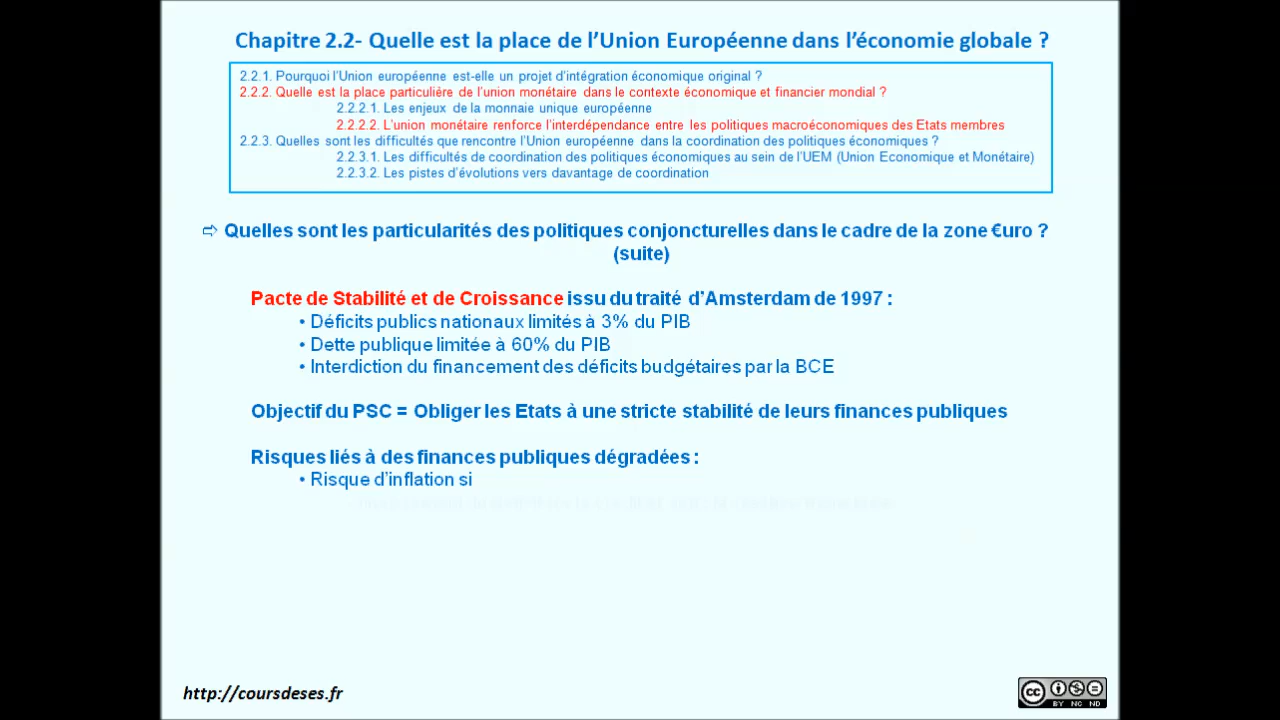 Chapitre 2.2- Quelle est la place de l'Union Européenne dans l'économie globale ?
2.2.1. Pourquoi l'Union européenne est-elle un projet d'intégration économique original ?
2.2.2. Quelle est la place particulière de l'union monétaire dans le contexte économique et financier mondial ?
2.2.2.1. Les enjeux de la monnaie unique européenne
2.2.2.2. L'union monétaire renforce l'interdépendance entre les politiques macroéconomiques des Etats membres
2.2.3. Quelles sont les difficultés que rencontre l'Union européenne dans la coordination des politiques économiques ?
2.2.3.1. Les difficultés de coordination des politiques économiques au sein de l'UEM (Union Economique et Monétaire)
2.2.3.2. Les pistes d'évolutions vers davantage de coordination
⇨ Quelles sont les particularités des politiques conjoncturelles dans le cadre de la zone €uro ?
(suite)
Pacte de Stabilité et de Croissance issu du traité d'Amsterdam de 1997 :
• Déficits publics nationaux limités à 3% du PIB
• Dette publique limitée à 60% du PIB
• Interdiction du financement des déficits budgétaires par la BCE
Objectif du PSC = Obliger les Etats à une stricte stabilité de leurs finances publiques
Risques liés à des finances publiques dégradées :
• Risque d'inflation si
http://coursdeses.fr
cc
BY NC ND